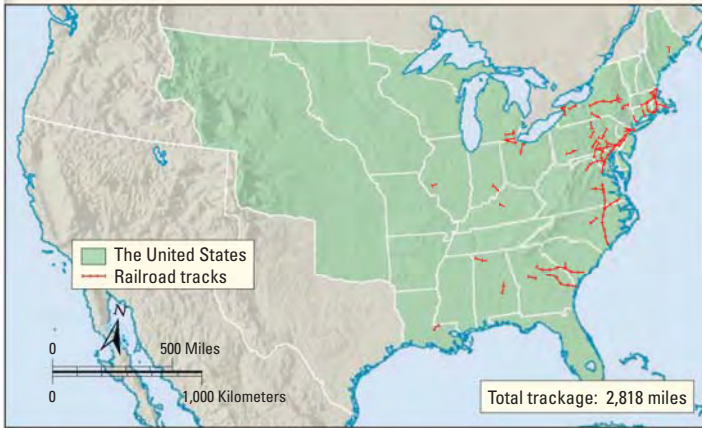 The United States
Railroad tracks
N
0 500 Miles
0 1,000 Kilometers
Total trackage: 2,818 miles